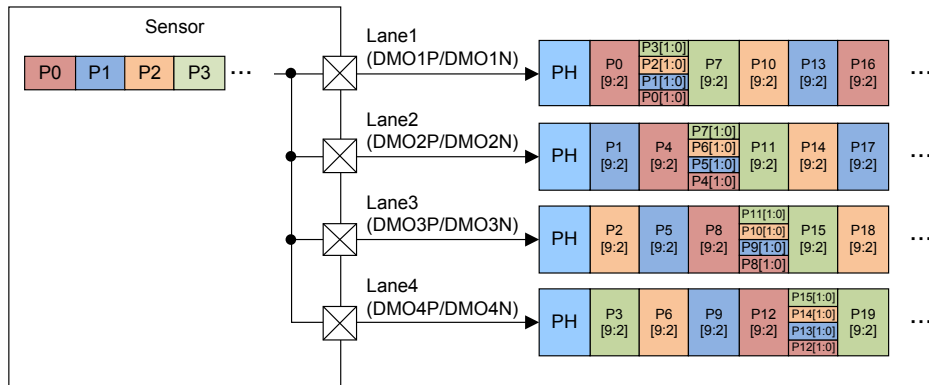 Sensor
P0 P1 P2 P3 ...
Lane1
(DMO1P/DMO1N)
PH P0 [9:2] P3[1:0] P2[1:0] P1[1:0] P0[1:0] P7 [9:2] P10 [9:2] P13 [9:2] P16 [9:2] ...
Lane2
(DMO2P/DMO2N)
PH P1 [9:2] P4 [9:2] P7[1:0] P6[1:0] P5[1:0] P4[1:0] P11 [9:2] P14 [9:2] P17 [9:2] ...
Lane3
(DMO3P/DMO3N)
PH P2 [9:2] P5 [9:2] P8 [9:2] P11[1:0] P10[1:0] P9[1:0] P8[1:0] P15 [9:2] P18 [9:2] ...
Lane4
(DMO4P/DMO4N)
PH P3 [9:2] P6 [9:2] P9 [9:2] P12 [9:2] P15[1:0] P14[1:0] P13[1:0] P12[1:0] P19 [9:2] ...